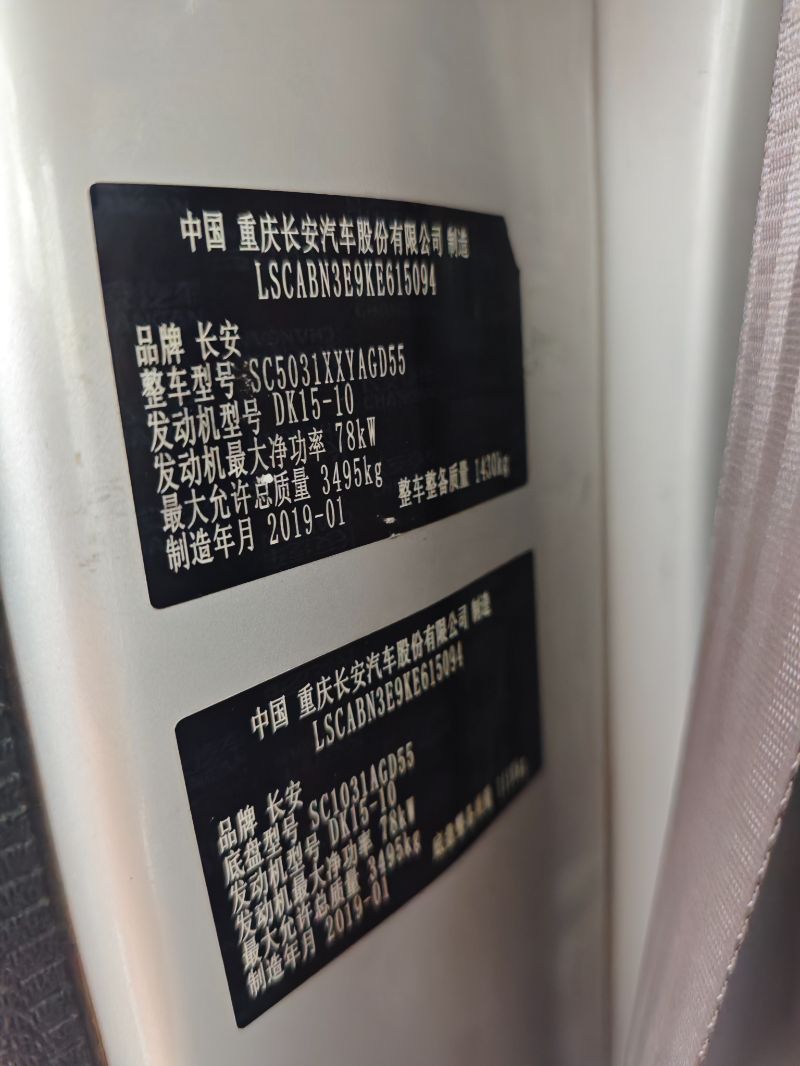 中国 重庆长安汽车股份有限公司 制造
LSCABN3E9KE615094
品牌 长安
整车型号 SC5031XXYAGD55
发动机型号 DK15-10
发动机最大净功率 78kW
最大允许总质量 3495kg 整车整备质量 1430kg
制造年月 2019-01
中国 重庆长安汽车股份有限公司 制造
LSCABN3E9KE615094
品牌 长安
底盘型号 SC1031AGD55
发动机型号 DK15-10
发动机最大净功率 78kW
最大允许总质量 3495kg
制造年月 2019-01